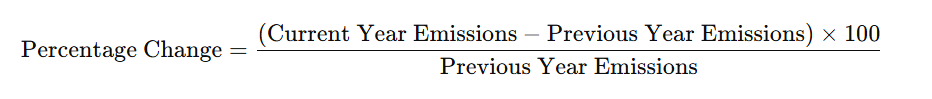 (Current Year Emissions – Previous Year Emissions) × 100
Percentage Change =
Previous Year Emissions